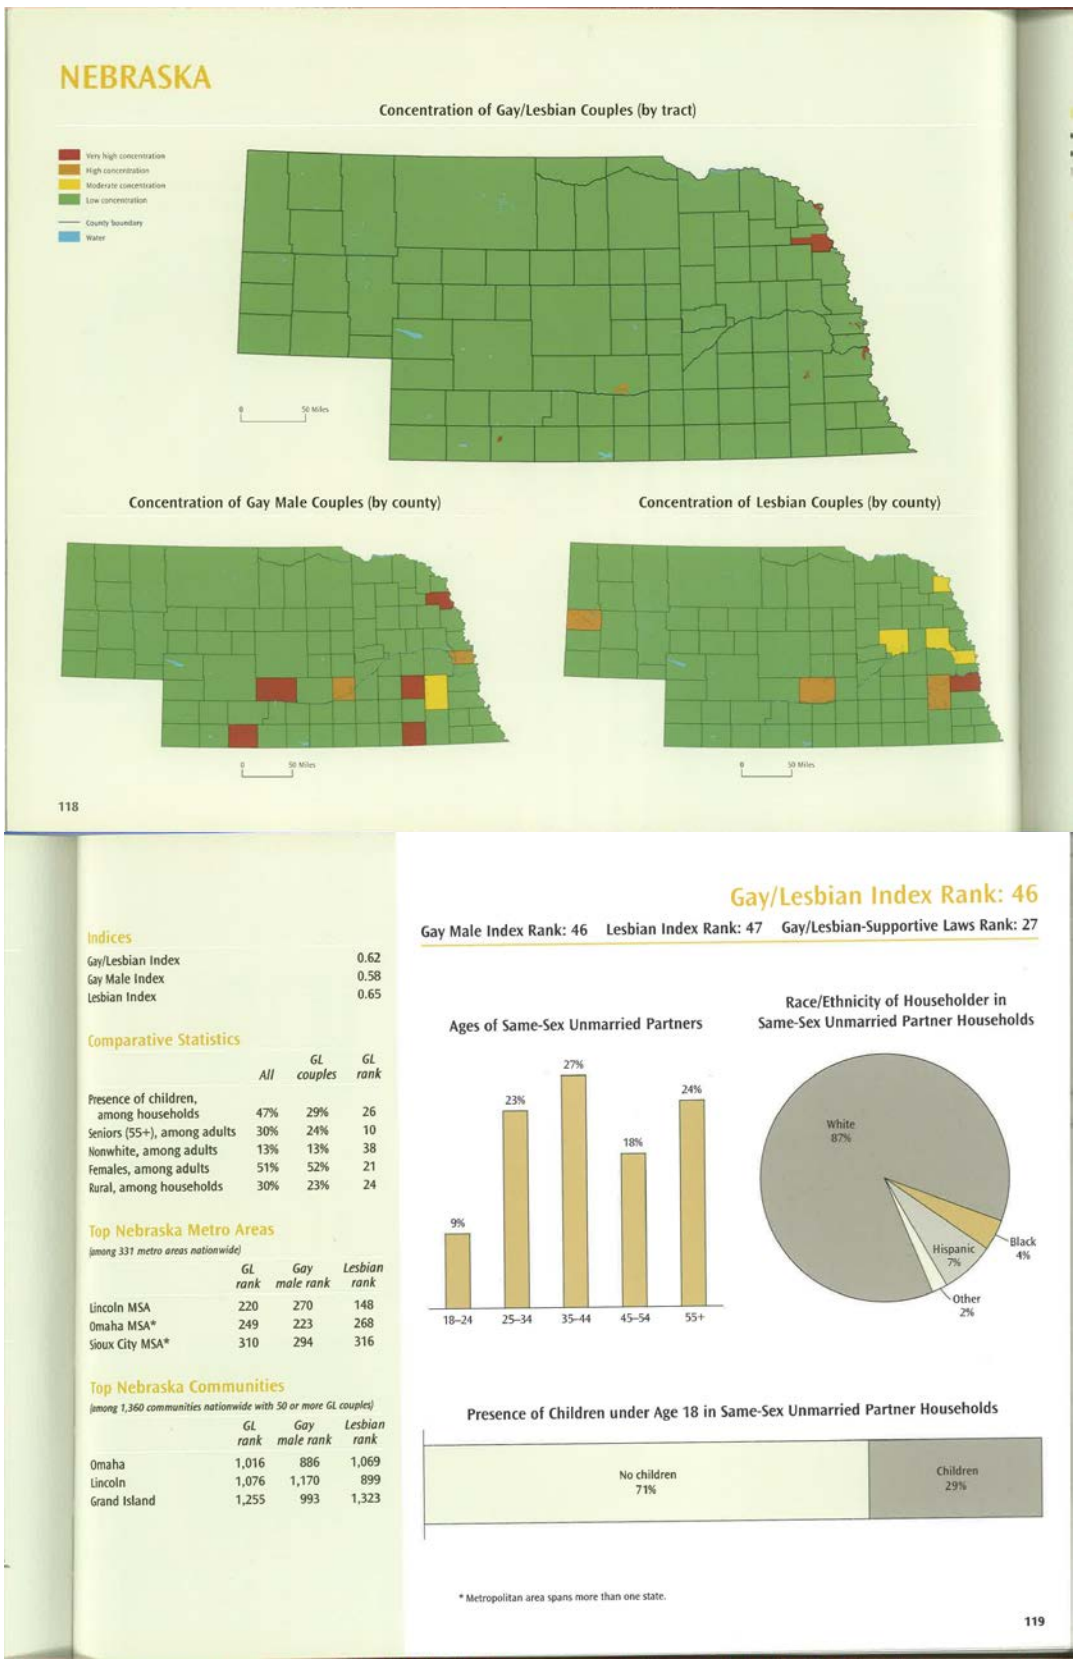 NEBRASKA
Concentration of Gay/Lesbian Couples (by tract)
Very high concentration
High concentration
Moderate concentration
Low concentration
County boundary
Water
0 50 Miles
Concentration of Gay Male Couples (by county)
Concentration of Lesbian Couples (by county)
0 50 Miles
0 50 Miles
118
Gay/Lesbian Index Rank: 46
Gay Male Index Rank: 46 Lesbian Index Rank: 47 Gay/Lesbian-Supportive Laws Rank: 27
Indices
Gay/Lesbian Index 0.62
Gay Male Index 0.58
Lesbian Index 0.65
Comparative Statistics
GL GL
All couples rank
Presence of children,
among households 47% 29% 26
Seniors (55+), among adults 30% 24% 10
Nonwhite, among adults 13% 13% 38
Females, among adults 51% 52% 21
Rural, among households 30% 23% 24
Top Nebraska Metro Areas
(among 331 metro areas nationwide)
GL Gay Lesbian
rank male rank rank
Lincoln MSA 220 270 148
Omaha MSA* 249 223 268
Sioux City MSA* 310 294 316
Top Nebraska Communities
(among 1,360 communities nationwide with 50 or more GL couples)
GL Gay Lesbian
rank male rank rank
Omaha 1,016 886 1,069
Lincoln 1,076 1,170 899
Grand Island 1,255 993 1,323
Ages of Same-Sex Unmarried Partners
9%
23%
27%
18%
24%
18–24 25–34 35–44 45–54 55+
Race/Ethnicity of Householder in
Same-Sex Unmarried Partner Households
White
87%
Black
4%
Hispanic
7%
Other
2%
Presence of Children under Age 18 in Same-Sex Unmarried Partner Households
No children
71%
Children
29%
* Metropolitan area spans more than one state.
119